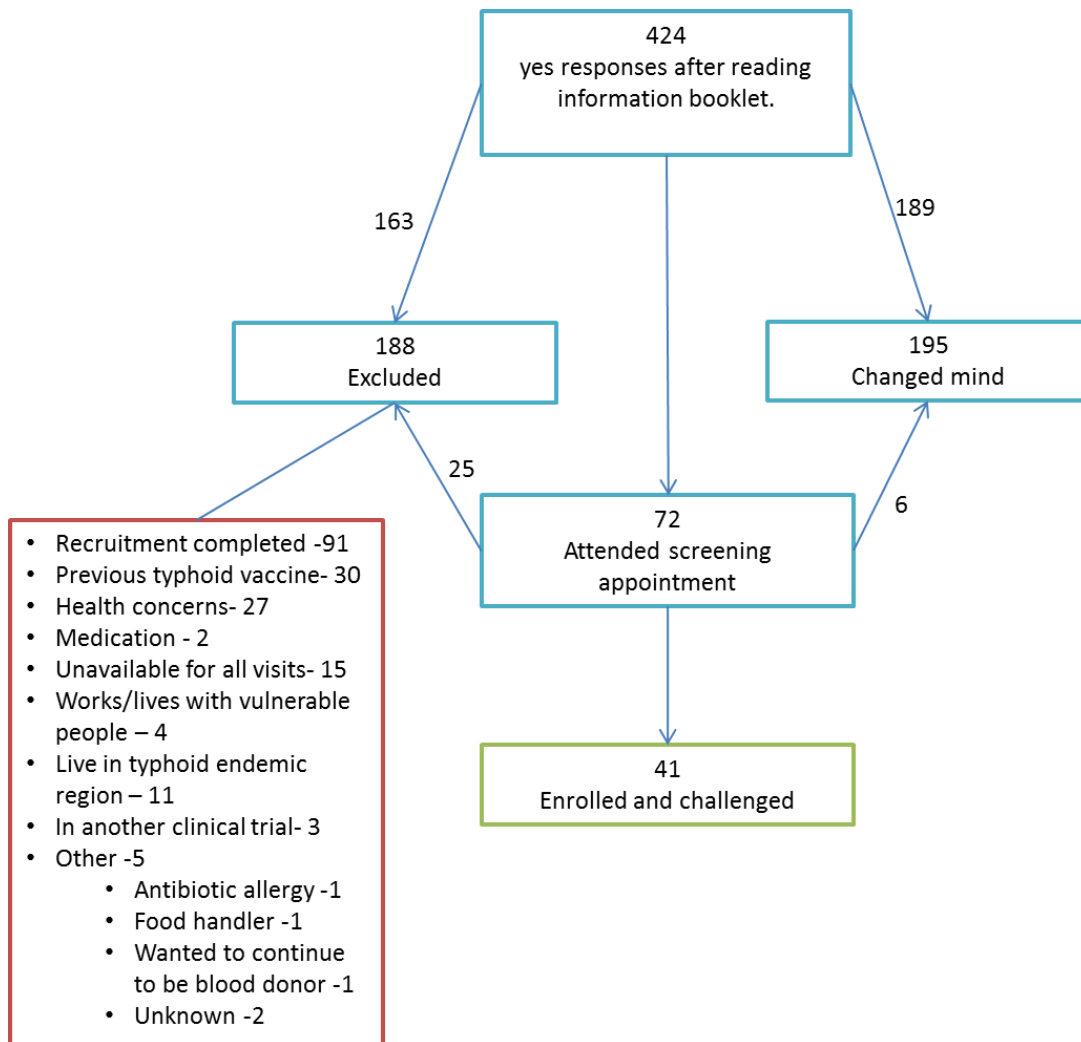 424
yes responses after reading
information booklet.
163
189
188
Excluded
195
Changed mind
25
6
72
Attended screening
appointment
• Recruitment completed -91
• Previous typhoid vaccine- 30
• Health concerns- 27
• Medication - 2
• Unavailable for all visits- 15
• Works/lives with vulnerable
people – 4
• Live in typhoid endemic
region – 11
• In another clinical trial- 3
• Other -5
• Antibiotic allergy -1
• Food handler -1
• Wanted to continue
to be blood donor -1
• Unknown -2
41
Enrolled and challenged